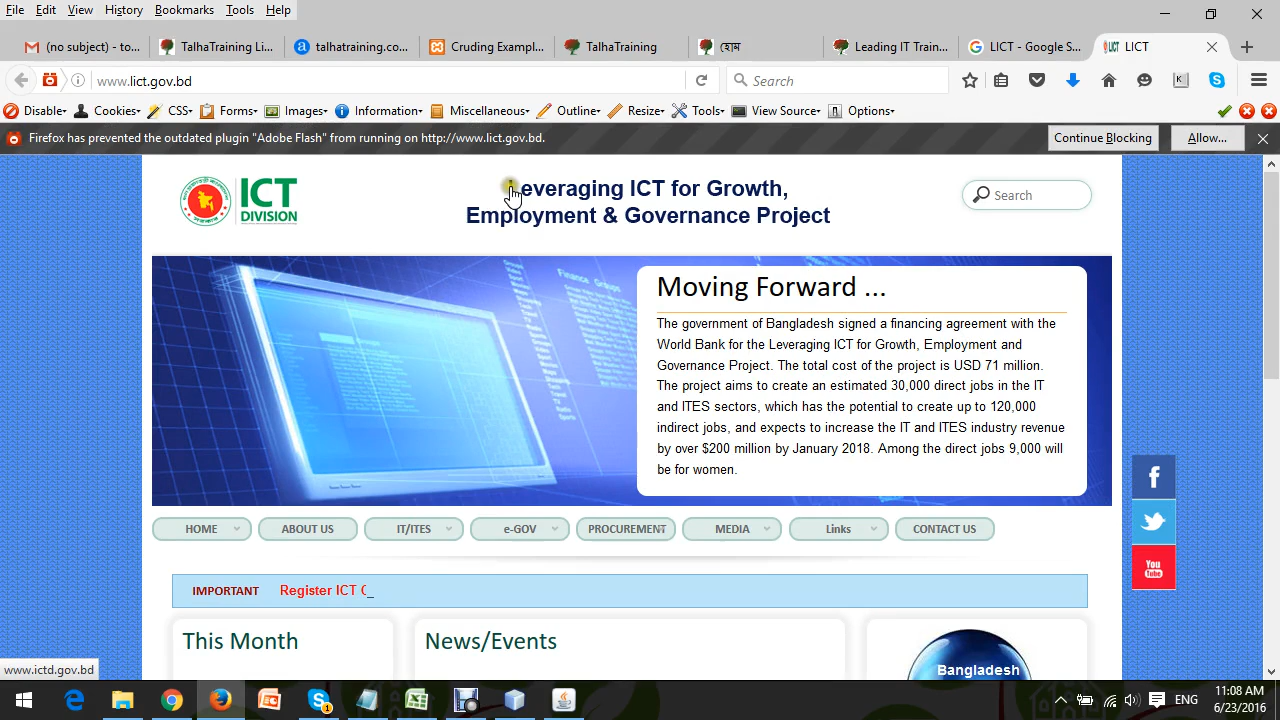 File Edit View History Bookmarks Tools Help
(no subject) - to...
TalhaTraining Li...
talhatraining.co...
Cruding Exampl...
TalhaTraining
হোম
Leading IT Train...
LICT - Google S...
LICT
www.lict.gov.bd
Search
Disable Cookies CSS Forms Images Information Miscellaneous Outline Resize Tools View Source Options
Firefox has prevented the outdated plugin "Adobe Flash" from running on http://www.lict.gov.bd.
Continue Blocking
Allow...
ICT
DIVISION
Leveraging ICT for Growth,
Employment & Governance Project
Search
Moving Forward ...
The government of Bangladesh signed a financing agreement with the
World Bank for the Leveraging ICT for Growth, Employment and
Governance Project. The total cost of the project is USD 71 million.
The project aims to create an estimated 30,000 direct jobs in the IT
and ITES sectors, which has the potential to create up to 120,000
indirect jobs, and expects to increase the IT and ITES industry revenue
by over $200 million by January 2018. Among the direct jobs 9,000 will
be for women.
HOME ABOUT US IT/ITES e-GOV PROCUREMENT MEDIA Links CONTACT US
You
Tube
IMPORTANT Register ICT C_
This Month
News/Events
Bangladesh
www.ictd.gov.bd
ENG
11:08 AM
6/23/2016